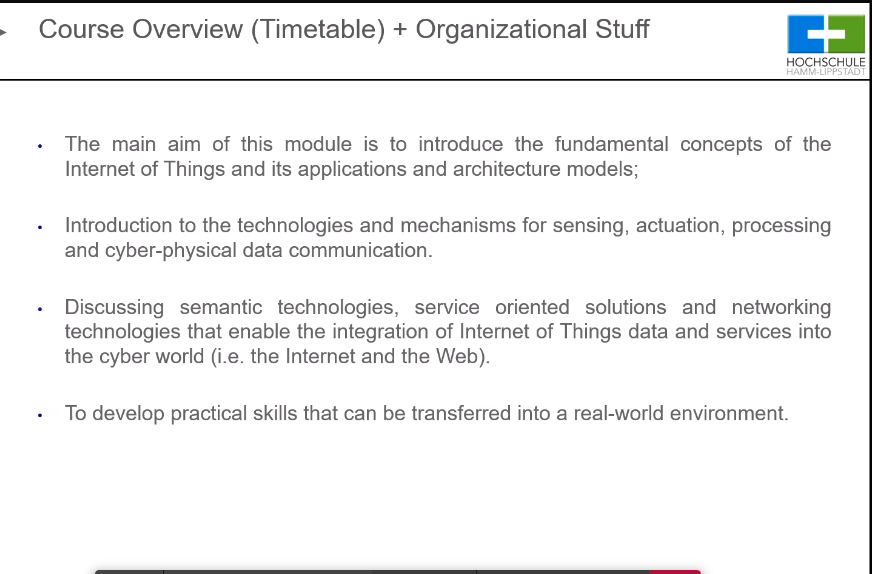 Course Overview (Timetable) + Organizational Stuff
HOCHSCHULE
HAMM-LIPPSTADT
The main aim of this module is to introduce the fundamental concepts of the
Internet of Things and its applications and architecture models;
Introduction to the technologies and mechanisms for sensing, actuation, processing
and cyber-physical data communication.
Discussing semantic technologies, service oriented solutions and networking
technologies that enable the integration of Internet of Things data and services into
the cyber world (i.e. the Internet and the Web).
To develop practical skills that can be transferred into a real-world environment.